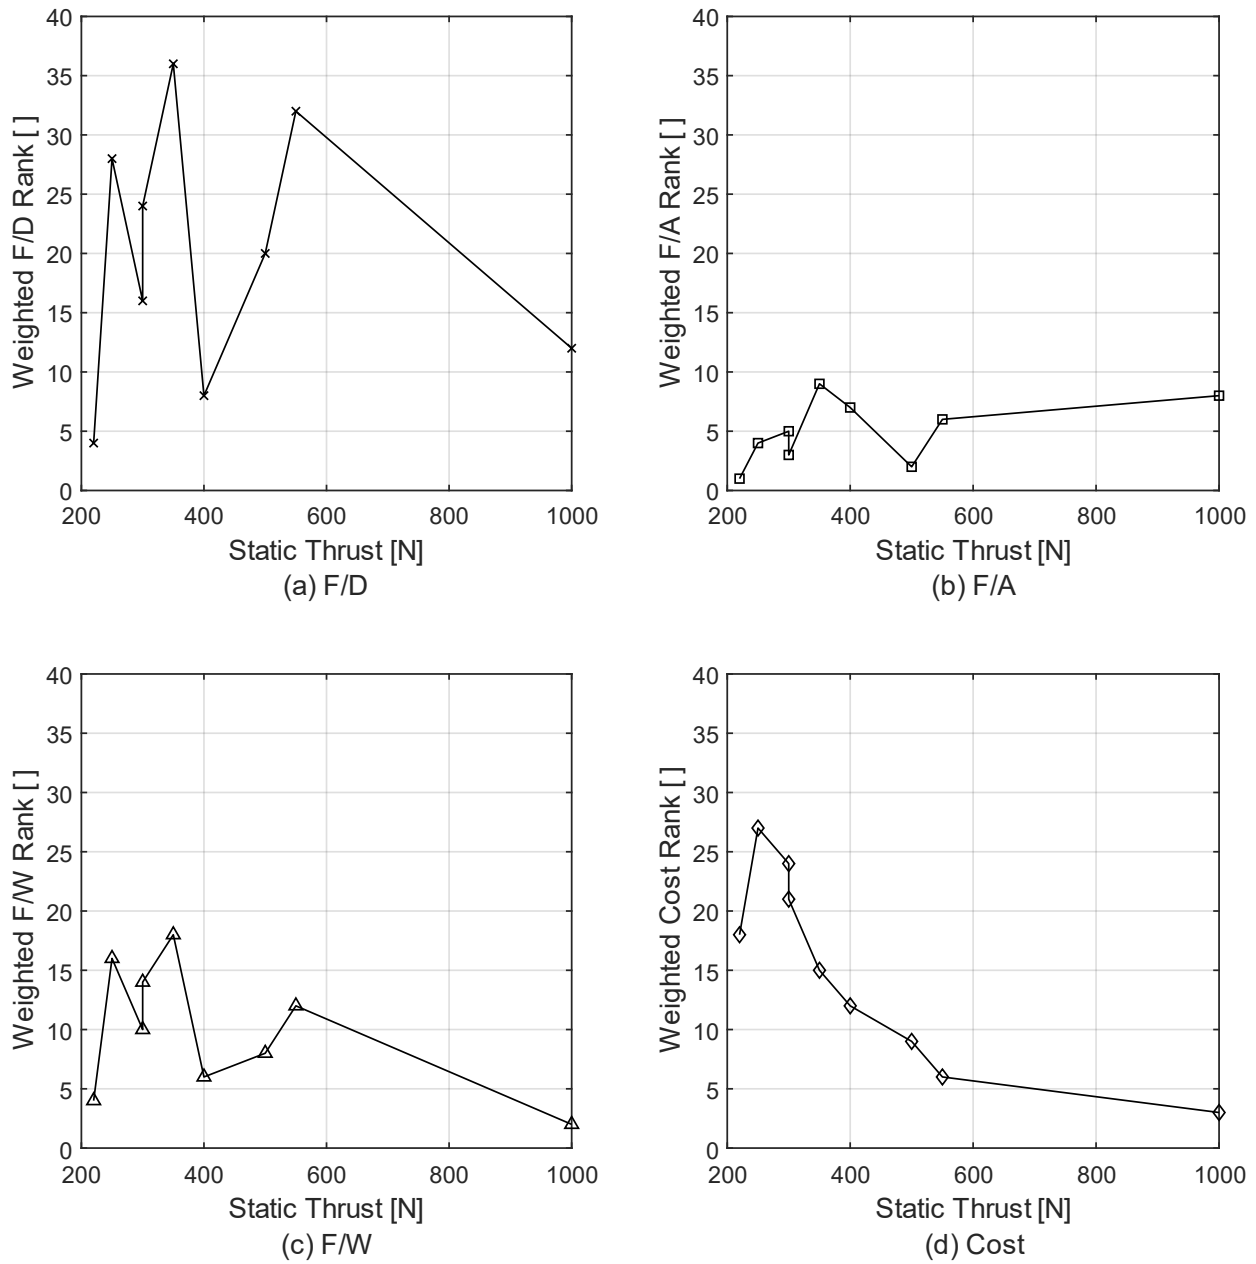 40
35
30
25
20
15
10
5
0
Weighted F/D Rank [ ]
200 400 600 800 1000
Static Thrust [N]
(a) F/D
40
35
30
25
20
15
10
5
0
Weighted F/A Rank [ ]
200 400 600 800 1000
Static Thrust [N]
(b) F/A
40
35
30
25
20
15
10
5
0
Weighted F/W Rank [ ]
200 400 600 800 1000
Static Thrust [N]
(c) F/W
40
35
30
25
20
15
10
5
0
Weighted Cost Rank [ ]
200 400 600 800 1000
Static Thrust [N]
(d) Cost